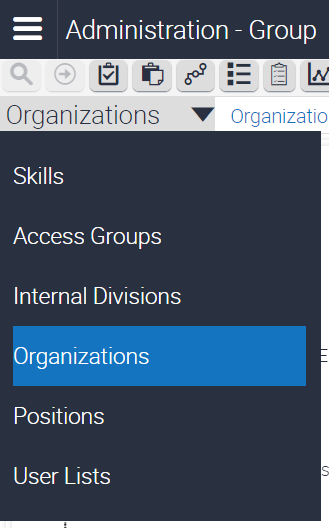 Administration - Group
Organizations
Organizatio
Skills
Access Groups
Internal Divisions
Organizations
Positions
User Lists